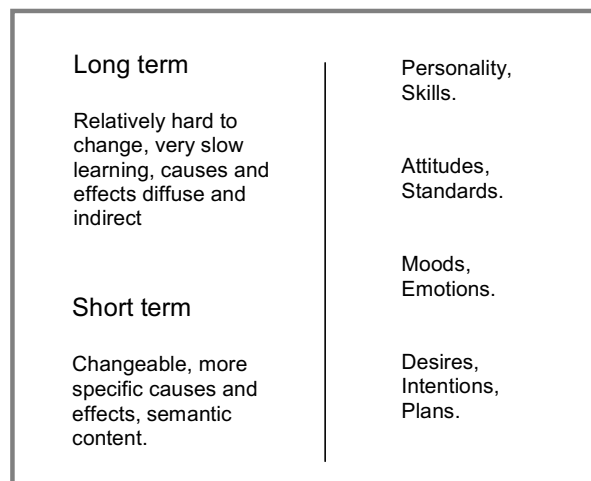 Long term
Relatively hard to
change, very slow
learning, causes and
effects diffuse and
indirect
Short term
Changeable, more
specific causes and
effects, semantic
content.
Personality,
Skills.
Attitudes,
Standards.
Moods,
Emotions.
Desires,
Intentions,
Plans.